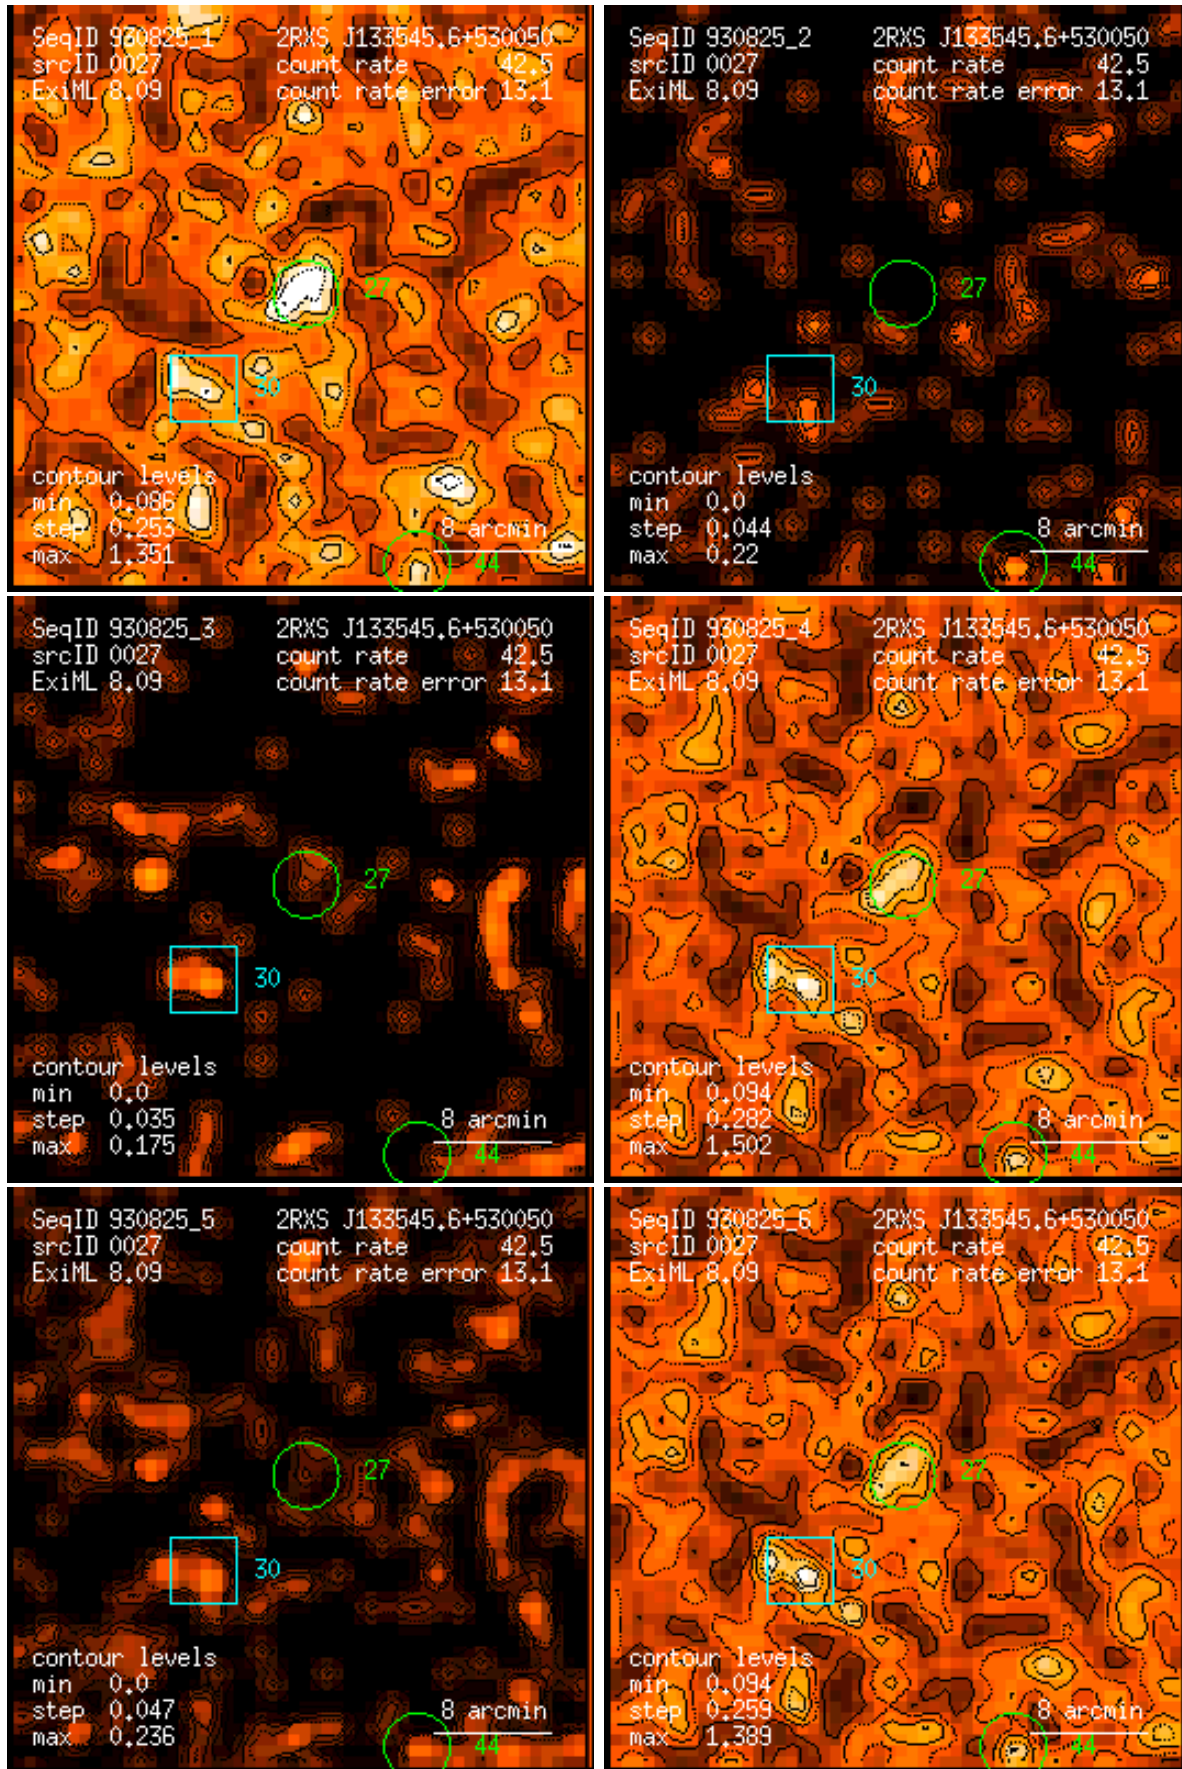 SeqID 930825_1 2RXS J133545.6+530050
srcID 0027 count rate 42.5
ExiML 8.09 count rate error 13.1
27
30
contour levels
min 0.086
step 0.253
max 1.351
8 arcmin
44
SeqID 930825_2 2RXS J133545.6+530050
srcID 0027 count rate 42.5
ExiML 8.09 count rate error 13.1
27
30
contour levels
min 0.0
step 0.044
max 0.22
8 arcmin
44
SeqID 930825_3 2RXS J133545.6+530050
srcID 0027 count rate 42.5
ExiML 8.09 count rate error 13.1
27
30
contour levels
min 0.0
step 0.035
max 0.175
8 arcmin
44
SeqID 930825_4 2RXS J133545.6+530050
srcID 0027 count rate 42.5
ExiML 8.09 count rate error 13.1
27
30
contour levels
min 0.094
step 0.282
max 1.502
8 arcmin
44
SeqID 930825_5 2RXS J133545.6+530050
srcID 0027 count rate 42.5
ExiML 8.09 count rate error 13.1
27
30
contour levels
min 0.0
step 0.047
max 0.236
8 arcmin
44
SeqID 930825_6 2RXS J133545.6+530050
srcID 0027 count rate 42.5
ExiML 8.09 count rate error 13.1
27
30
contour levels
min 0.094
step 0.259
max 1.389
8 arcmin
44